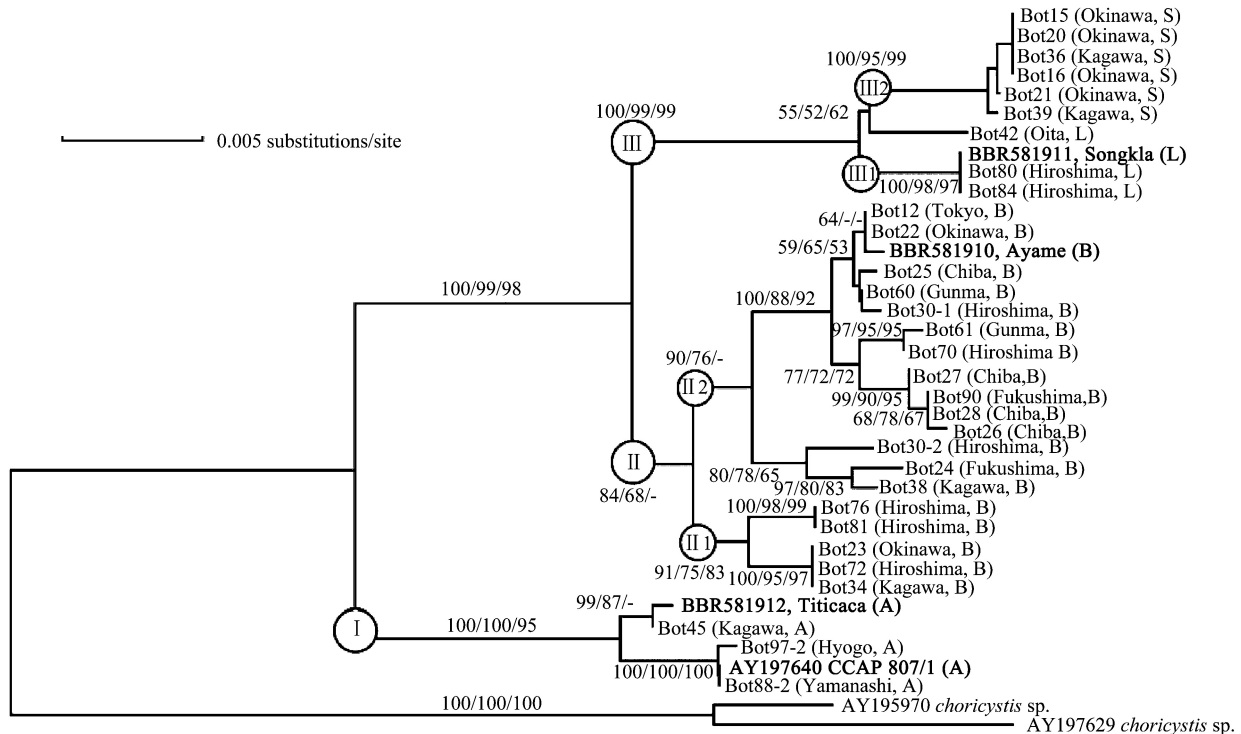 Bot15 (Okinawa, S)
Bot20 (Okinawa, S)
100/95/99
Bot36 (Kagawa, S)
III2
Bot16 (Okinawa, S)
Bot21 (Okinawa, S)
100/99/99
55/52/62
Bot39 (Kagawa, S)
Bot42 (Oita, L)
0.005 substitutions/site
III
BBR581911, Songkla (L)
III1
Bot80 (Hiroshima, L)
100/98/97
Bot84 (Hiroshima, L)
64/-/-
Bot12 (Tokyo, B)
Bot22 (Okinawa, B)
59/65/53
BBR581910, Ayame (B)
Bot25 (Chiba, B)
100/99/98
100/88/92
Bot60 (Gunma, B)
Bot30-1 (Hiroshima, B)
97/95/95
Bot61 (Gunma, B)
90/76/-
Bot70 (Hiroshima B)
77/72/72
Bot27 (Chiba,B)
II2
99/90/95
Bot90 (Fukushima,B)
68/78/67
Bot28 (Chiba,B)
Bot26 (Chiba,B)
Bot30-2 (Hiroshima, B)
II
80/78/65
Bot24 (Fukushima, B)
84/68/-
97/80/83
Bot38 (Kagawa, B)
100/98/99
Bot76 (Hiroshima, B)
Bot81 (Hiroshima, B)
II1
Bot23 (Okinawa, B)
91/75/83
100/95/97
Bot72 (Hiroshima, B)
Bot34 (Kagawa, B)
99/87/-
BBR581912, Titicaca (A)
I
100/100/95
Bot45 (Kagawa, A)
Bot97-2 (Hyogo, A)
100/100/100
AY197640 CCAP 807/1 (A)
Bot88-2 (Yamanashi, A)
100/100/100
AY195970 choricystis sp.
AY197629 choricystis sp.